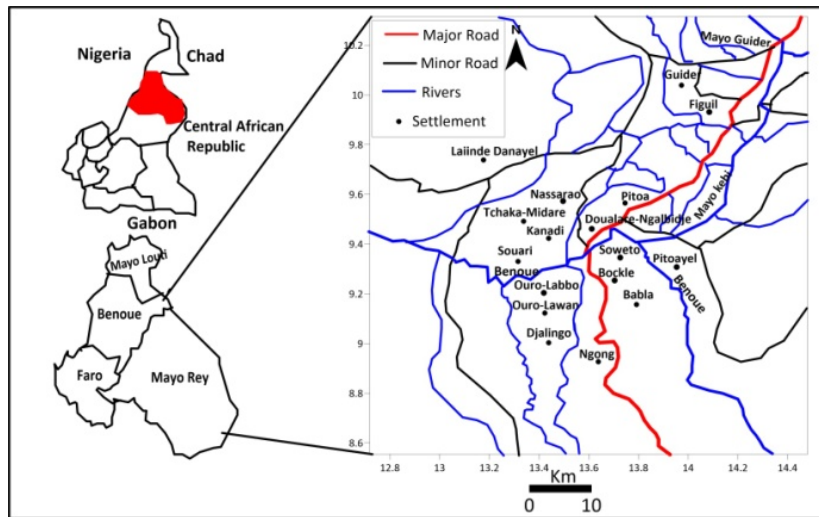 Nigeria
Chad
Central African
Republic
Gabon
Mayo Louti
Benoue
Faro
Mayo Rey
Major Road
Minor Road
Rivers
Settlement
N
10.2
10
9.8
9.6
9.4
9.2
9
8.8
8.6
12.8
13
13.2
13.4
13.6
13.8
14
14.2
14.4
Mayo Guider
Guider
Figuil
Laiinde Danayel
Nassarao
Pitoa
Mayo kebi
Tchaka-Midare
Doualare-Ngalbidje
Kanadi
Souari
Soweto
Pitoayel
Benoue
Bockle
Benoue
Ouro-Labbo
Babla
Ouro-Lawan
Djalingo
Ngong
Km
0
10